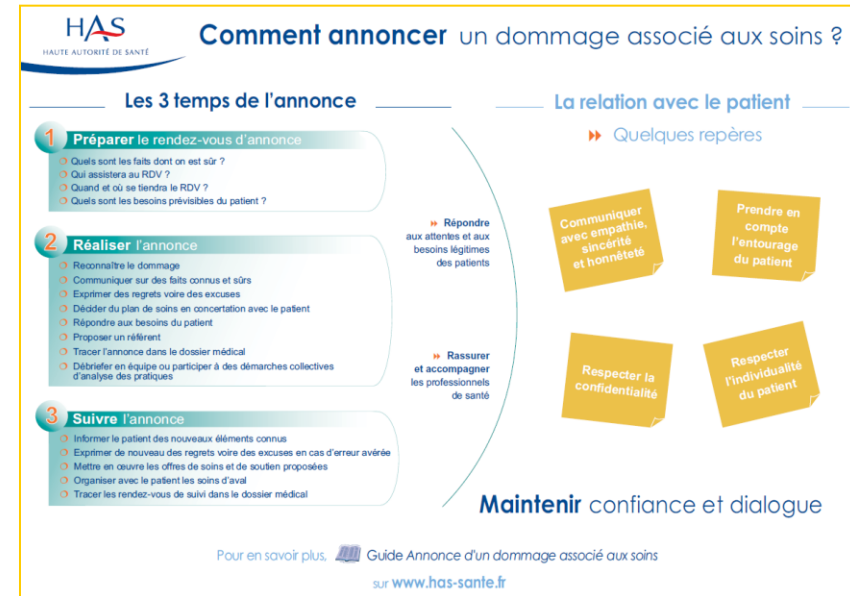 HAS
HAUTE AUTORITÉ DE SANTÉ
Comment annoncer un dommage associé aux soins ?
Les 3 temps de l'annonce
1 Préparer le rendez-vous d'annonce
Quels sont les faits dont on est sûr ?
Qui assistera au RDV ?
Quand et où se tiendra le RDV ?
Quels sont les besoins prévisibles du patient ?
2 Réaliser l'annonce
Reconnaître le dommage
Communiquer sur des faits connus et sûrs
Exprimer des regrets voire des excuses
Décider du plan de soins en concertation avec le patient
Répondre aux besoins du patient
Proposer un référent
Tracer l'annonce dans le dossier médical
Débriefer en équipe ou participer à des démarches collectives
d'analyse des pratiques
3 Suivre l'annonce
Informer le patient des nouveaux éléments connus
Exprimer de nouveau des regrets voire des excuses en cas d'erreur avérée
Mettre en œuvre les offres de soins et de soutien proposées
Organiser avec le patient les soins d'aval
Tracer les rendez-vous de suivi dans le dossier médical
Répondre
aux attentes et aux
besoins légitimes
des patients
Rassurer
et accompagner
les professionnels
de santé
La relation avec le patient
Quelques repères
Communiquer
avec empathie,
sincérité
et honnêteté
Prendre en
compte
l'entourage
du patient
Respecter la
confidentialité
Respecter
l'individualité
du patient
Maintenir confiance et dialogue
Pour en savoir plus, Guide Annonce d'un dommage associé aux soins
sur www.has-sante.fr